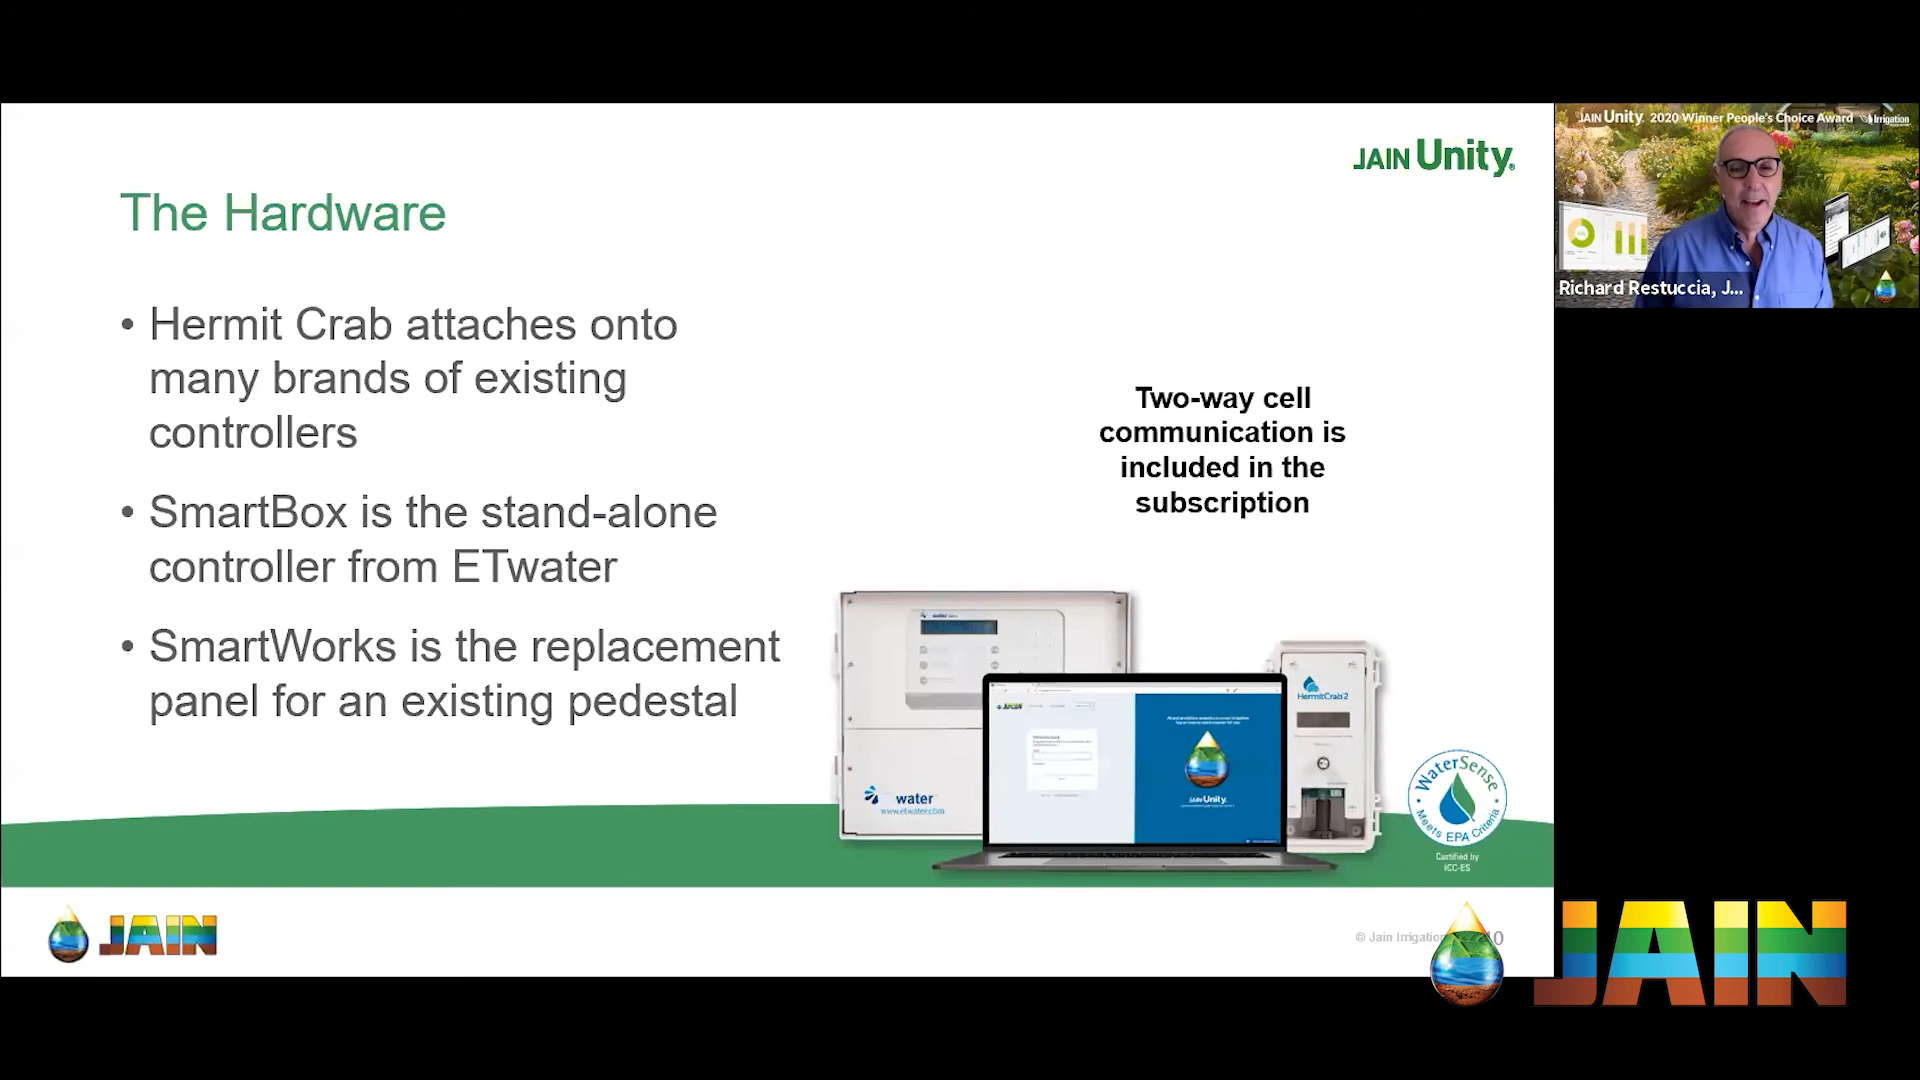 JAIN Unity. 2020 Winner People's Choice Award Irrigation
JAIN Unity®
Richard Restuccia, J...
The Hardware
• Hermit Crab attaches onto
many brands of existing
controllers
• SmartBox is the stand-alone
controller from ETwater
• SmartWorks is the replacement
panel for an existing pedestal
Two-way cell
communication is
included in the
subscription
water
www.etwater.com
JAIN
JAIN Unity.
HermitCrab 2
WaterSense
Meets EPA Criteria
Certified by
ICC-ES
JAIN
© Jain Irrigation
JAIN